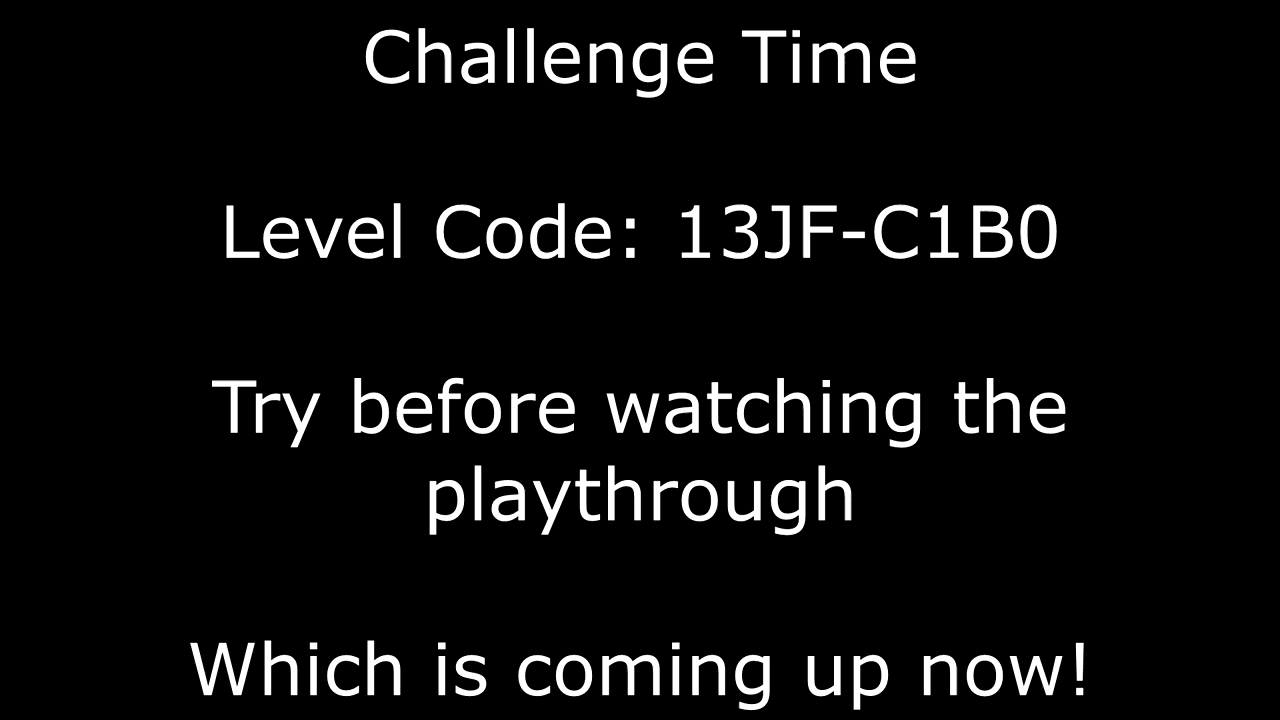 Challenge Time
Level Code: 13JF-C1B0
Try before watching the
playthrough
Which is coming up now!